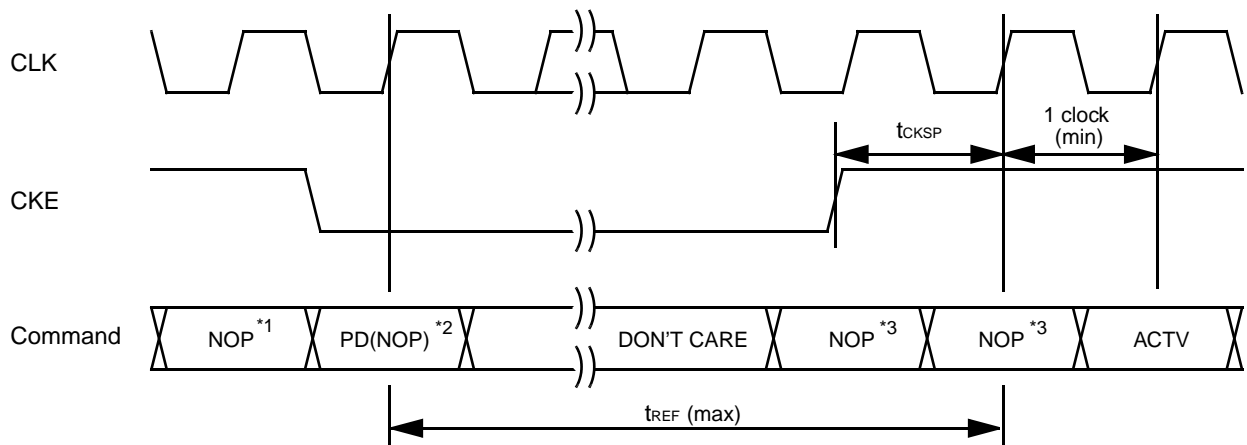 CLK
tCKSP
1 clock
(min)
CKE
Command
NOP *1
PD(NOP) *2
DON'T CARE
NOP *3
NOP *3
ACTV
tREF (max)